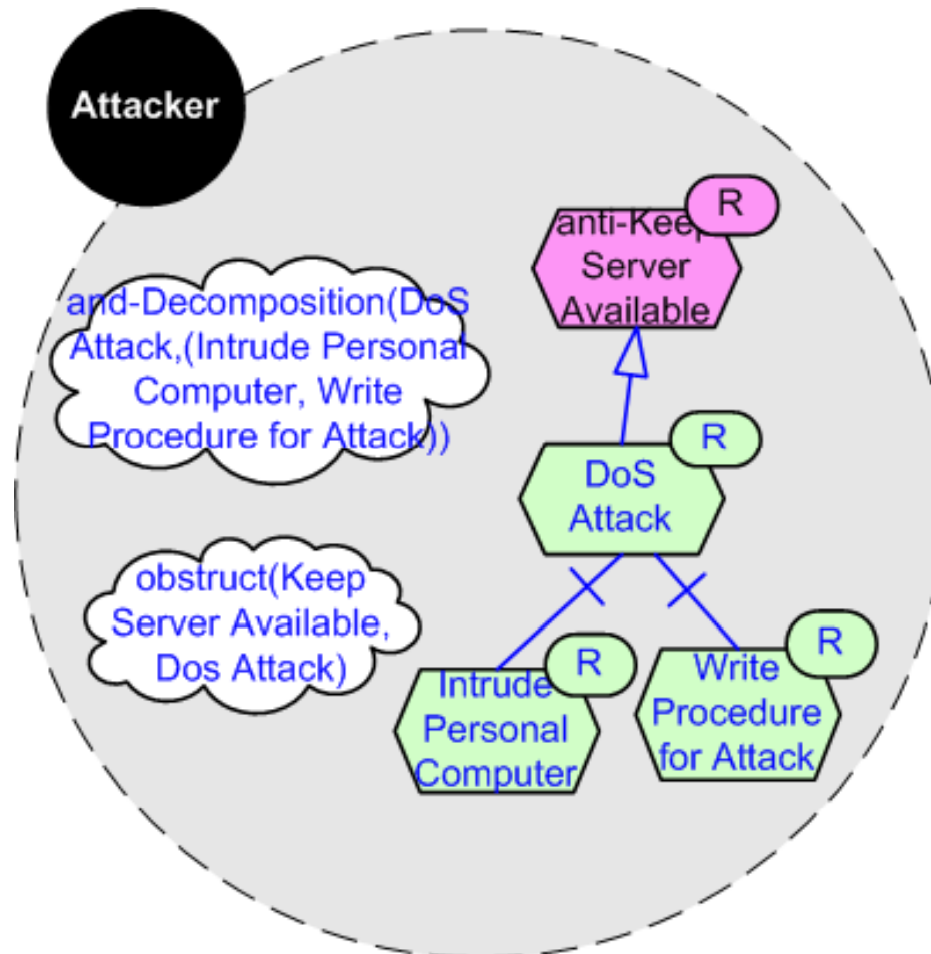 Attacker
R
anti-Keep
Server
Available
and-Decomposition(DoS
Attack,(Intrude Personal
Computer, Write
Procedure for Attack))
R
DoS
Attack
obstruct(Keep
Server Available,
Dos Attack)
R
Intrude
Personal
Computer
R
Write
Procedure
for Attack